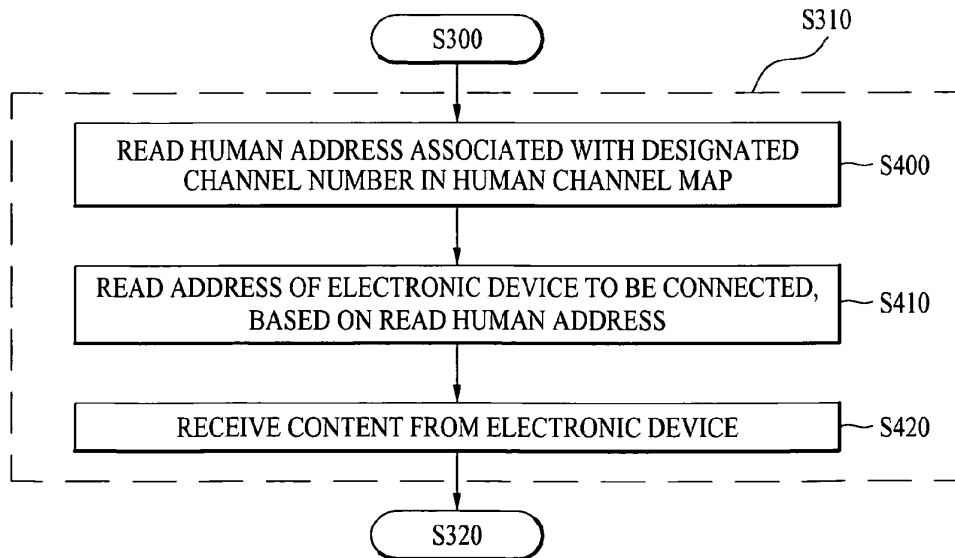 S310
S300
READ HUMAN ADDRESS ASSOCIATED WITH DESIGNATED
CHANNEL NUMBER IN HUMAN CHANNEL MAP
S400
READ ADDRESS OF ELECTRONIC DEVICE TO BE CONNECTED,
BASED ON READ HUMAN ADDRESS
S410
RECEIVE CONTENT FROM ELECTRONIC DEVICE
S420
S320